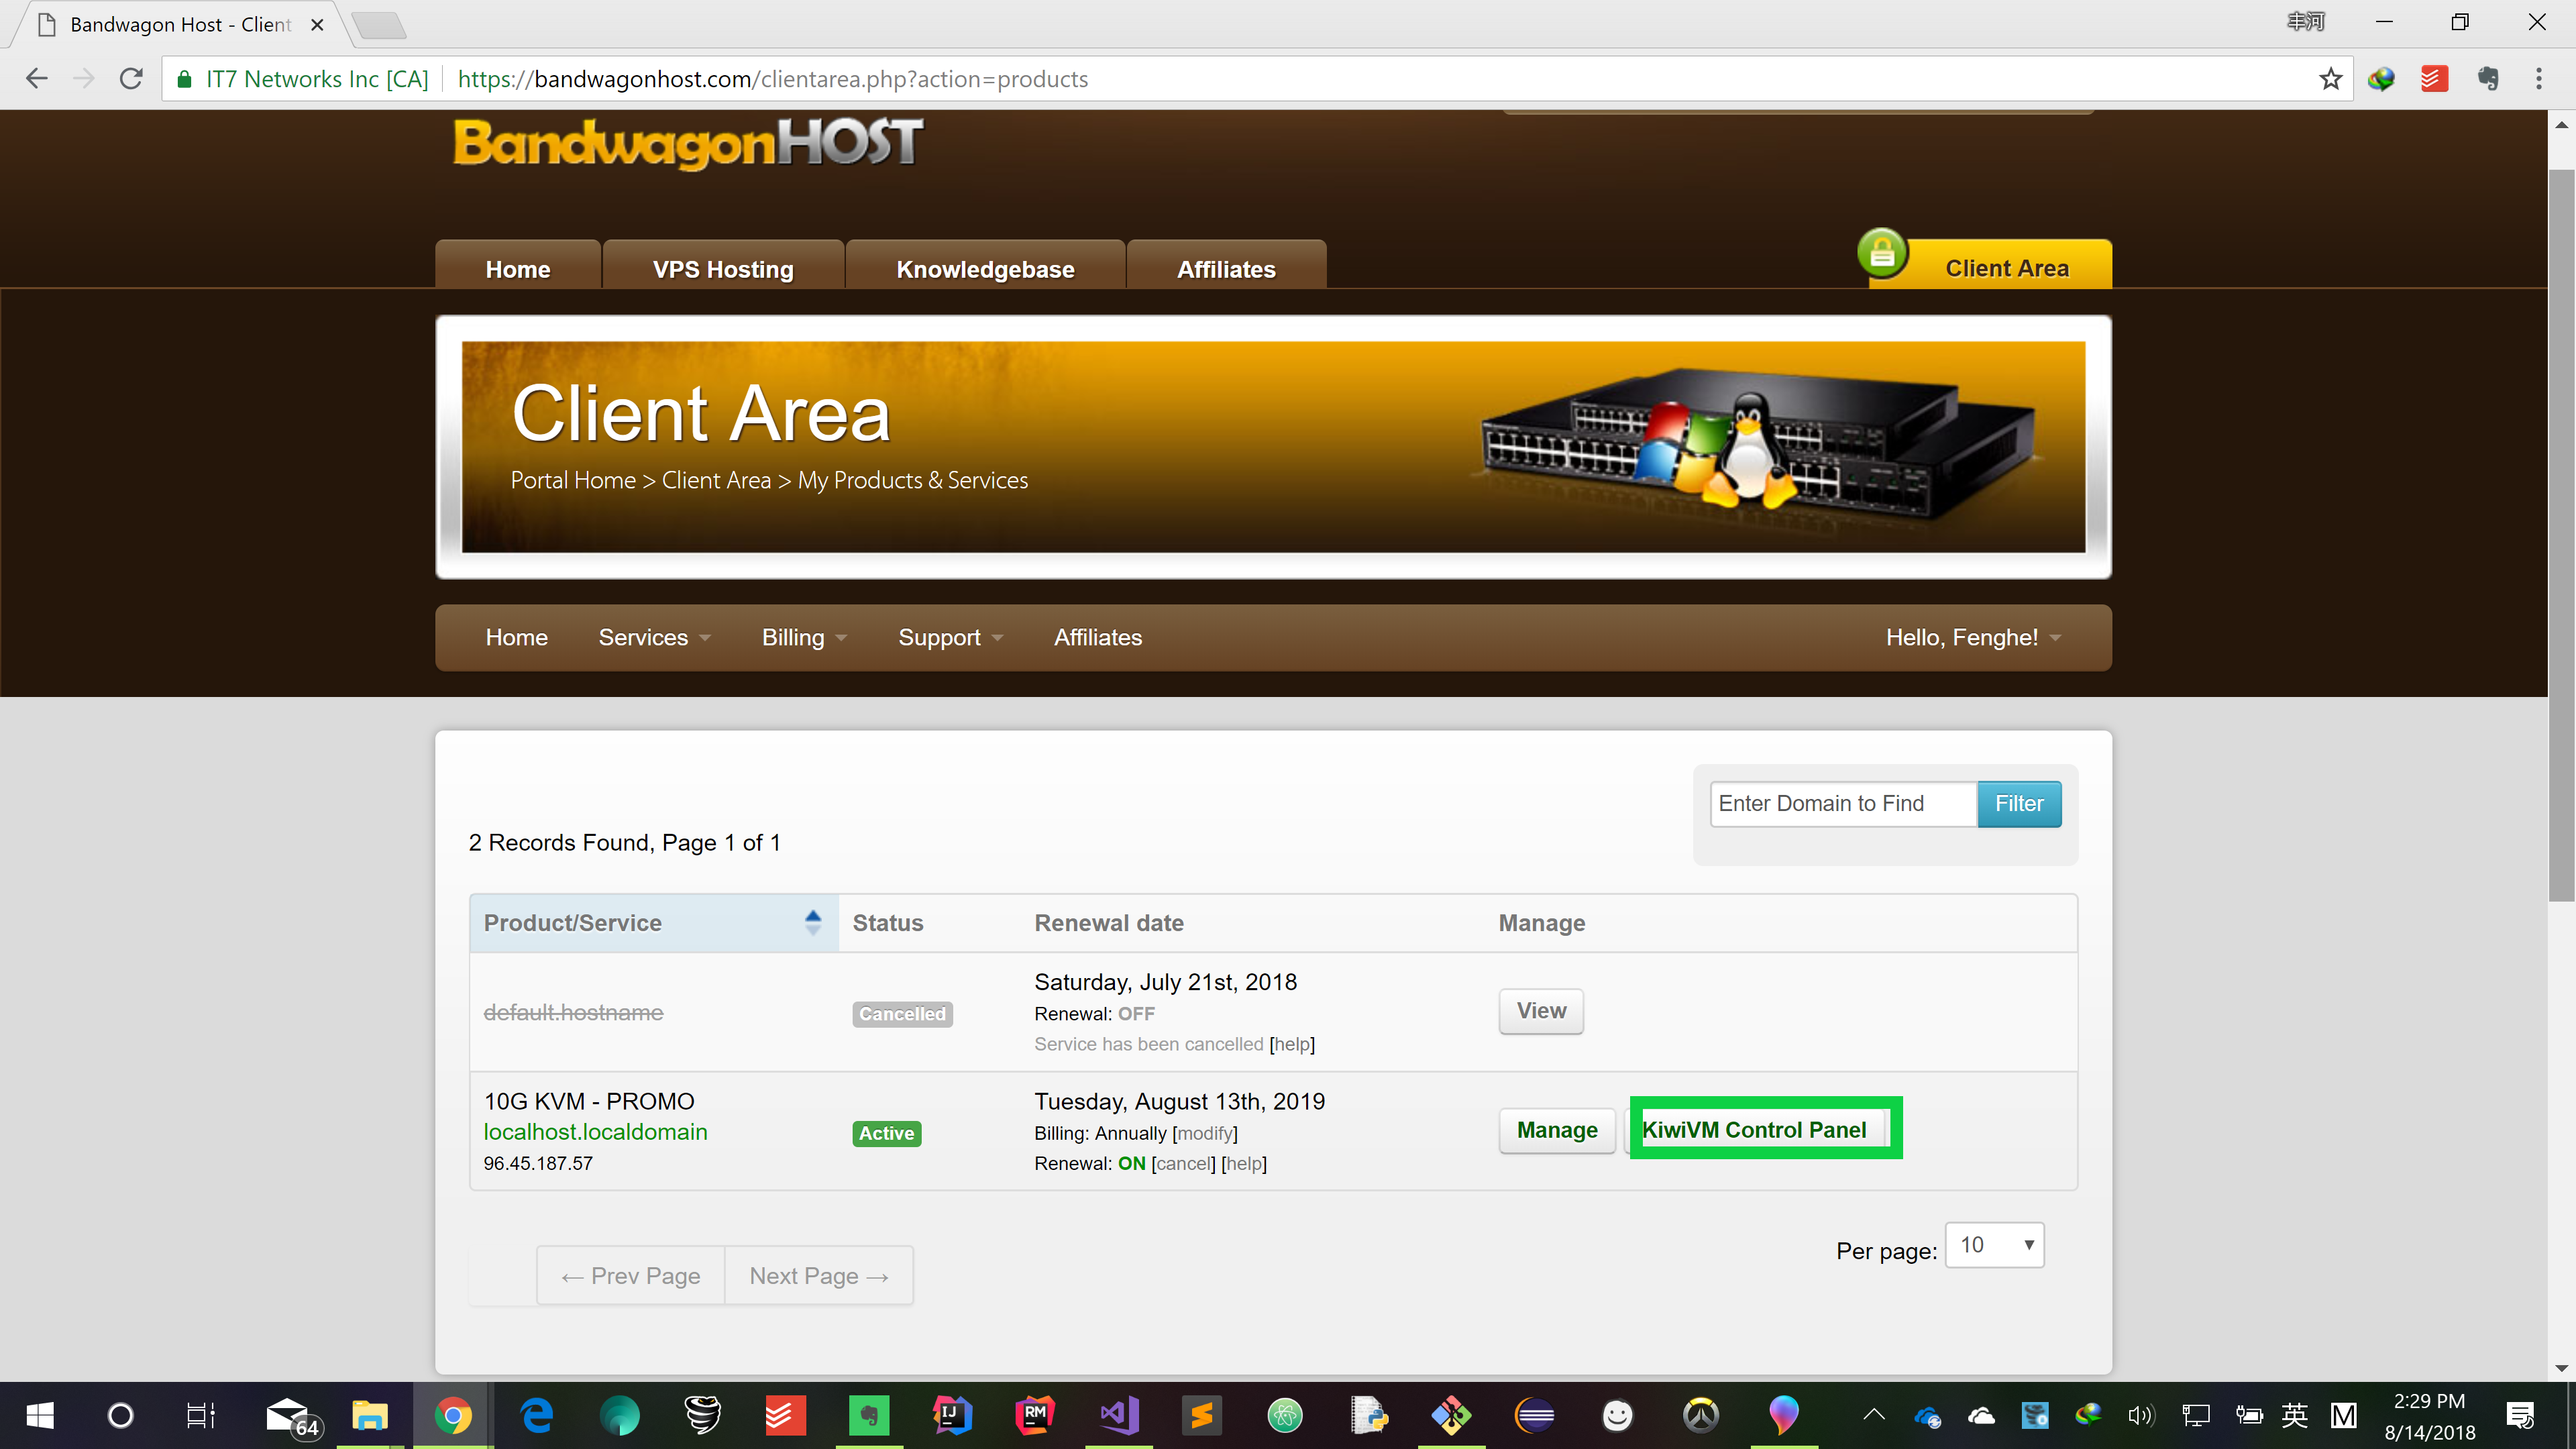 Bandwagon Host - Client
丰河
IT7 Networks Inc [CA]
https://bandwagonhost.com/clientarea.php?action=products
BandwagonHOST
Home
VPS Hosting
Knowledgebase
Affiliates
Client Area
Client Area
Portal Home > Client Area > My Products & Services
Home
Services
Billing
Support
Affiliates
Hello, Fenghe!
Enter Domain to Find
Filter
2 Records Found, Page 1 of 1
Product/Service
Status
Renewal date
Manage
default.hostname
Cancelled
Saturday, July 21st, 2018
Renewal: OFF
Service has been cancelled [help]
View
10G KVM - PROMO
localhost.localdomain
96.45.187.57
Active
Tuesday, August 13th, 2019
Billing: Annually [modify]
Renewal: ON [cancel] [help]
Manage
KiwiVM Control Panel
← Prev Page
Next Page →
Per page:
10
64
IJ
RM
英
M
2:29 PM
8/14/2018